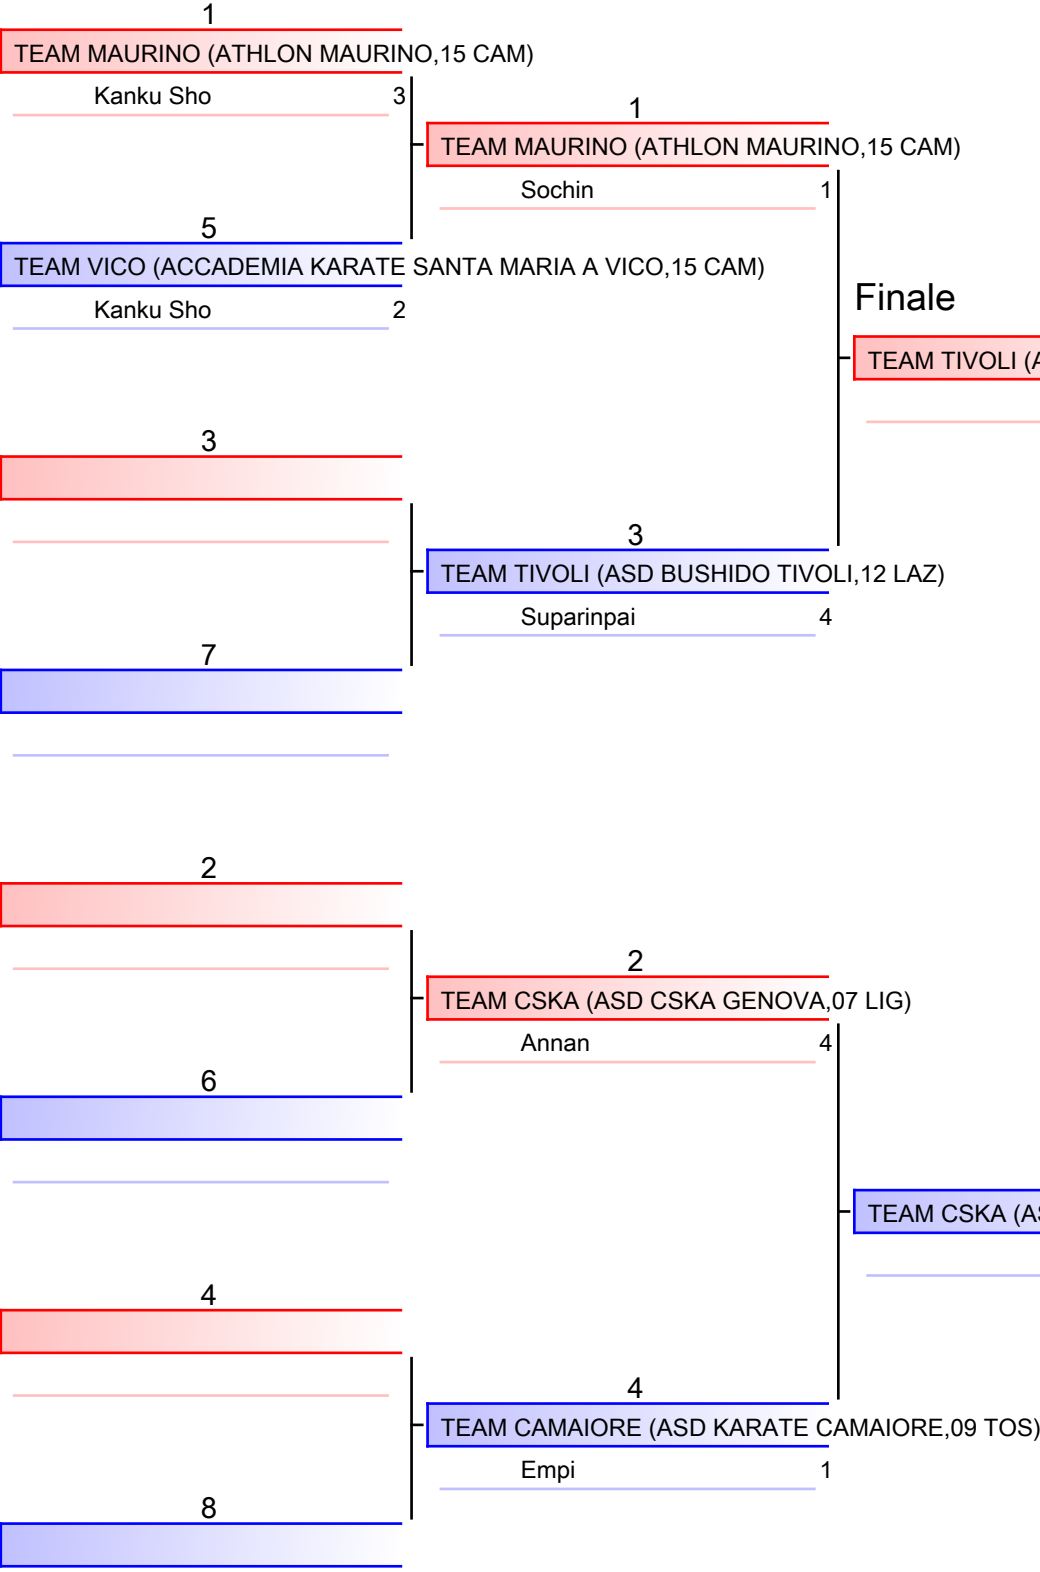 1
TEAM MAURINO (ATHLON MAURINO,15 CAM)
Kanku Sho 3
1
TEAM MAURINO (ATHLON MAURINO,15 CAM)
Sochin 1
5
TEAM VICO (ACCADEMIA KARATE SANTA MARIA A VICO,15 CAM)
Kanku Sho 2
Finale
TEAM TIVOLI (A
3
3
TEAM TIVOLI (ASD BUSHIDO TIVOLI,12 LAZ)
Suparinpai 4
7
2
2
TEAM CSKA (ASD CSKA GENOVA,07 LIG)
Annan 4
6
TEAM CSKA (AS
4
4
TEAM CAMAIORE (ASD KARATE CAMAIORE,09 TOS)
Empi 1
8